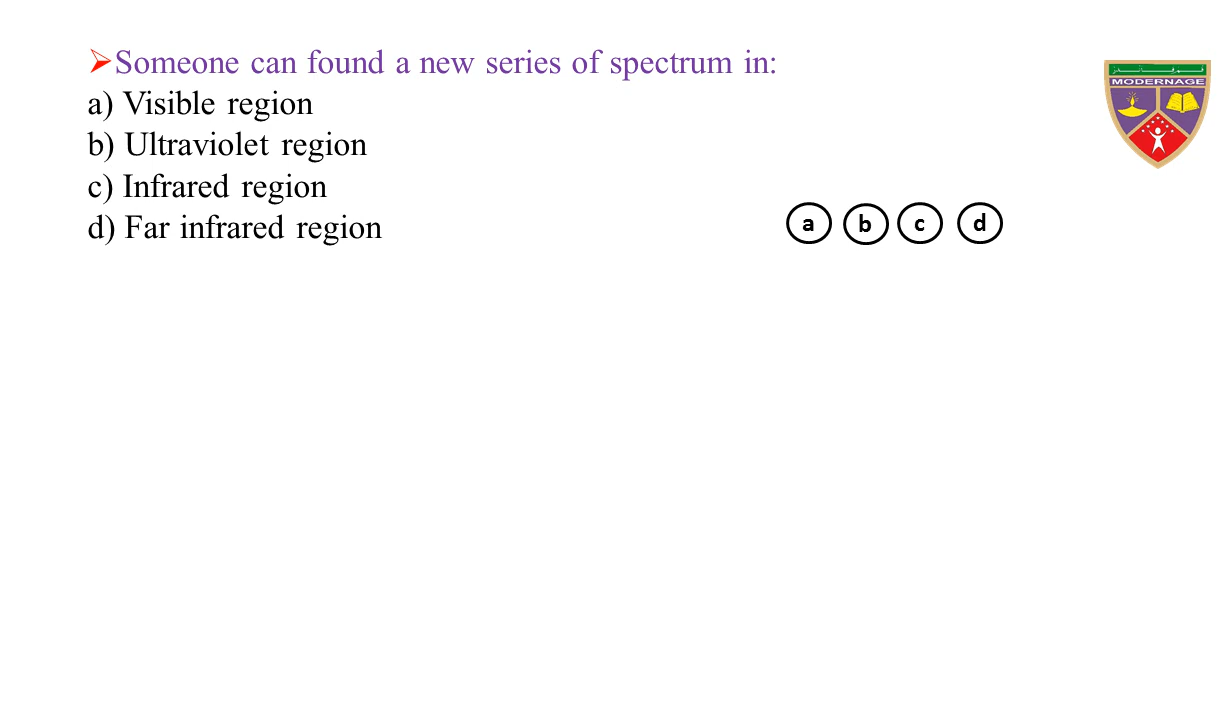 ➢Someone can found a new series of spectrum in:
a) Visible region
b) Ultraviolet region
c) Infrared region
d) Far infrared region
a b c d
MODERNAGE